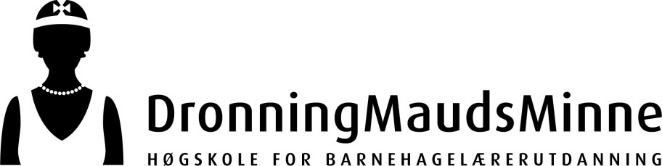 DronningMaudsMinne
HØGSKOLE FOR BARNEHAGELÆRERUTDANNING